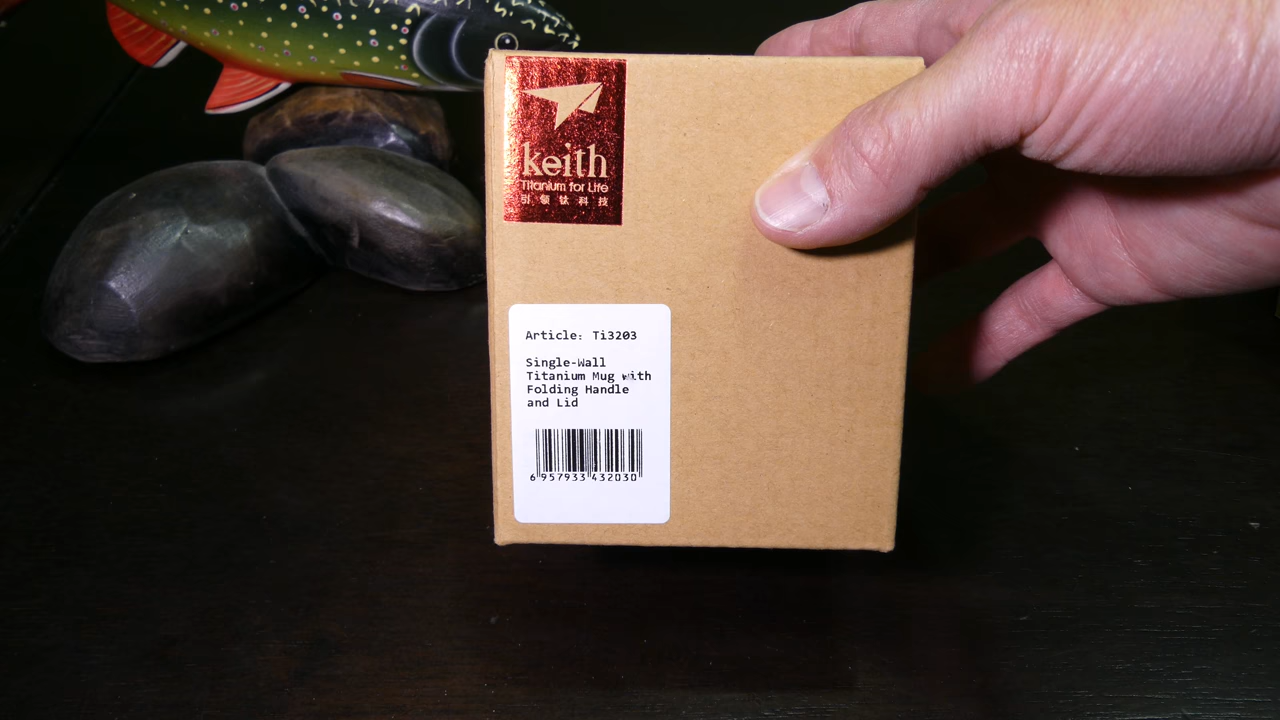 keith
Titanium for Life
引领钛科技
Article: Ti3203
Single-Wall
Titanium Mug with
Folding Handle
and Lid
6 957933 432030